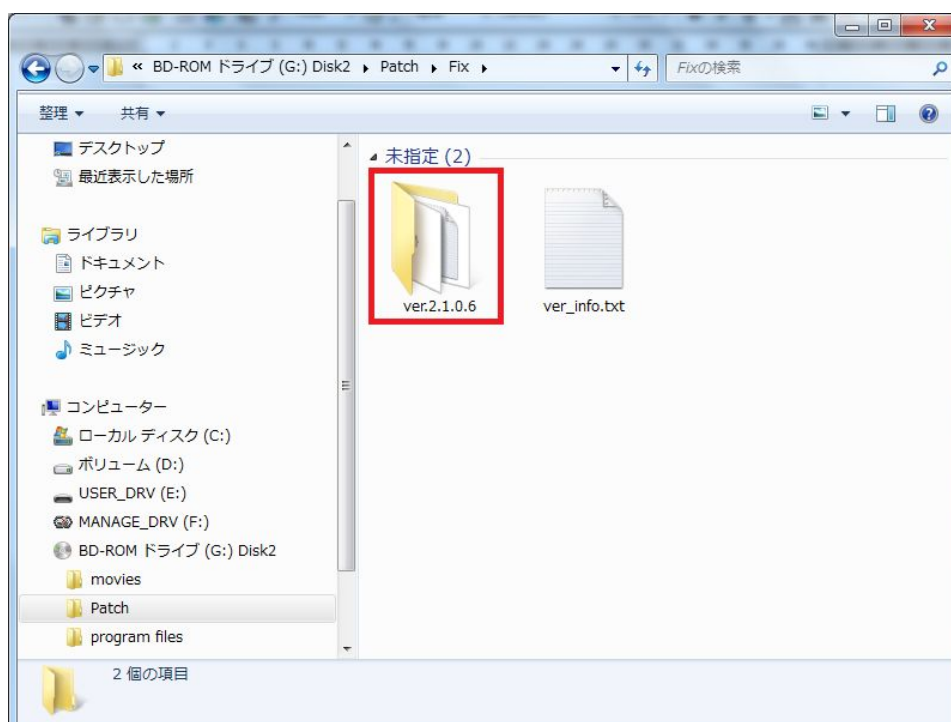 « BD-ROM ドライブ (G:) Disk2 ▸ Patch ▸ Fix ▸
Fixの検索
整理 ▼ 共有 ▼
デスクトップ
最近表示した場所
ライブラリ
ドキュメント
ピクチャ
ビデオ
ミュージック
コンピューター
ローカル ディスク (C:)
ボリューム (D:)
USER_DRV (E:)
MANAGE_DRV (F:)
BD-ROM ドライブ (G:) Disk2
movies
Patch
program files
未指定 (2)
ver.2.1.0.6
ver_info.txt
2 個の項目